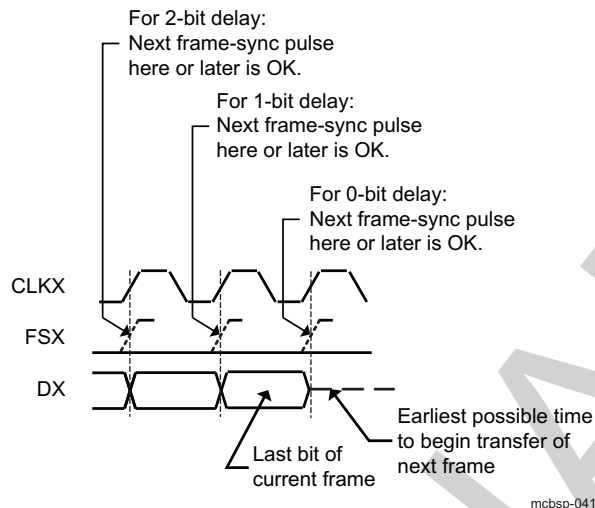 For 2-bit delay:
Next frame-sync pulse
here or later is OK.
For 1-bit delay:
Next frame-sync pulse
here or later is OK.
For 0-bit delay:
Next frame-sync pulse
here or later is OK.
CLKX
FSX
DX
Last bit of
current frame
Earliest possible time
to begin transfer of
next frame
mcbsp-041